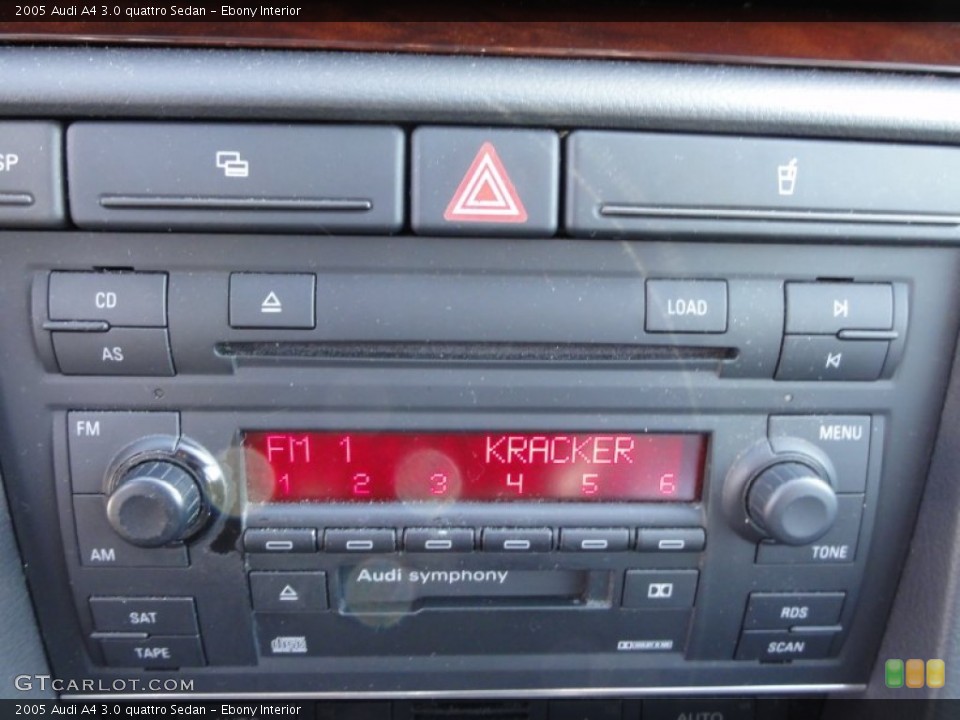 2005 Audi A4 3.0 quattro Sedan - Ebony Interior
SP
CD
LOAD
AS
FM
MENU
FM 1 KRACKER
1 2 3 4 5 6
AM
TONE
Audi symphony
SAT
RDS
TAPE
SCAN
GTCARLOT.COM
2005 Audi A4 3.0 quattro Sedan - Ebony Interior
AUTO